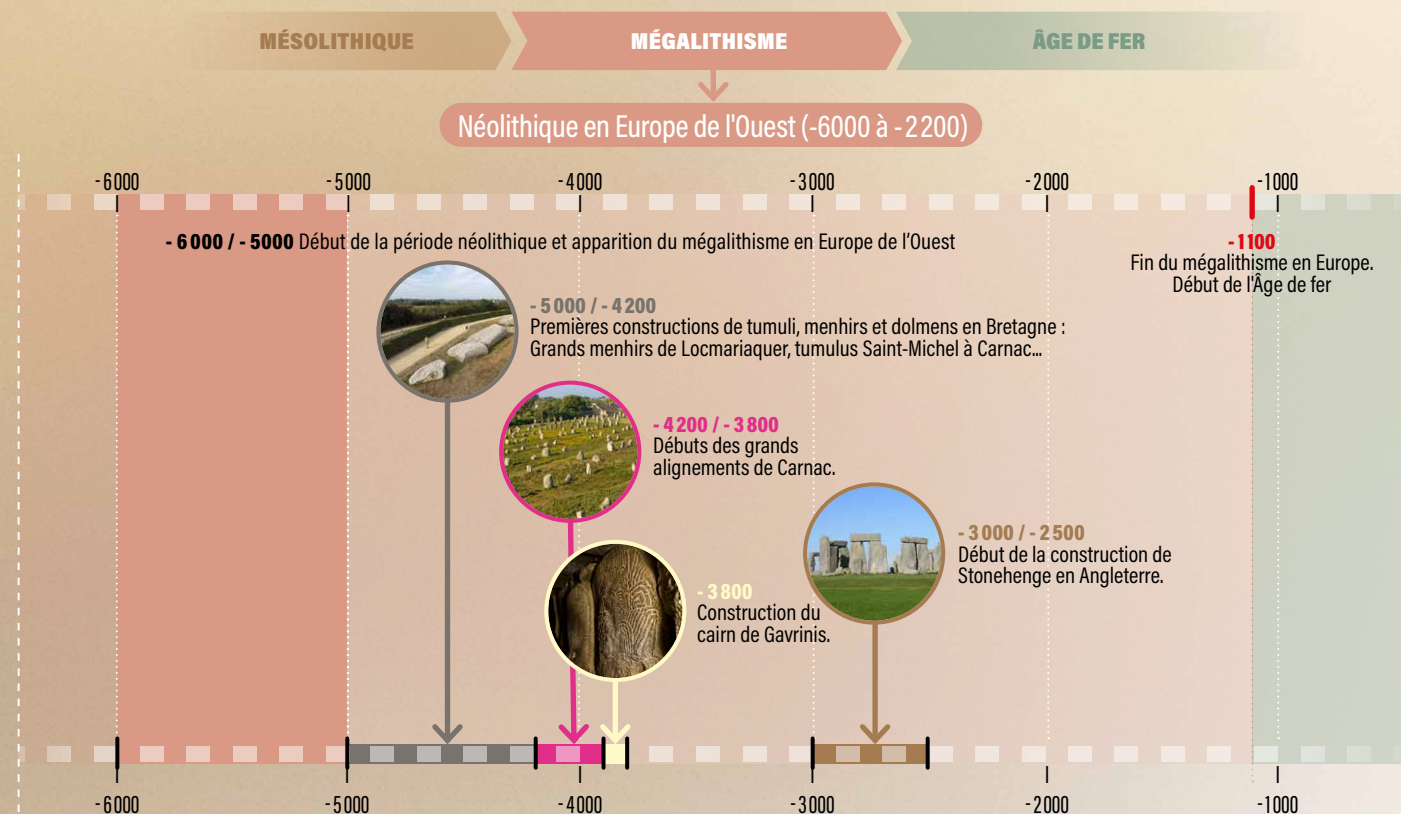 MÉSOLITHIQUE
MÉGALITHISME
ÂGE DE FER
Néolithique en Europe de l'Ouest (-6000 à -2200)
-6000
-5000
-4000
-3000
-2000
-1000
- 6000 / - 5000 Début de la période néolithique et apparition du mégalithisme en Europe de l'Ouest
-1100
Fin du mégalithisme en Europe.
Début de l'Âge de fer
- 5000 / - 4200
Premières constructions de tumuli, menhirs et dolmens en Bretagne :
Grands menhirs de Locmariaquer, tumulus Saint-Michel à Carnac...
- 4200 / - 3800
Débuts des grands
alignements de Carnac.
- 3000 / - 2500
Début de la construction de
Stonehenge en Angleterre.
- 3800
Construction du
cairn de Gavrinis.
-6000
-5000
-4000
-3000
-2000
-1000